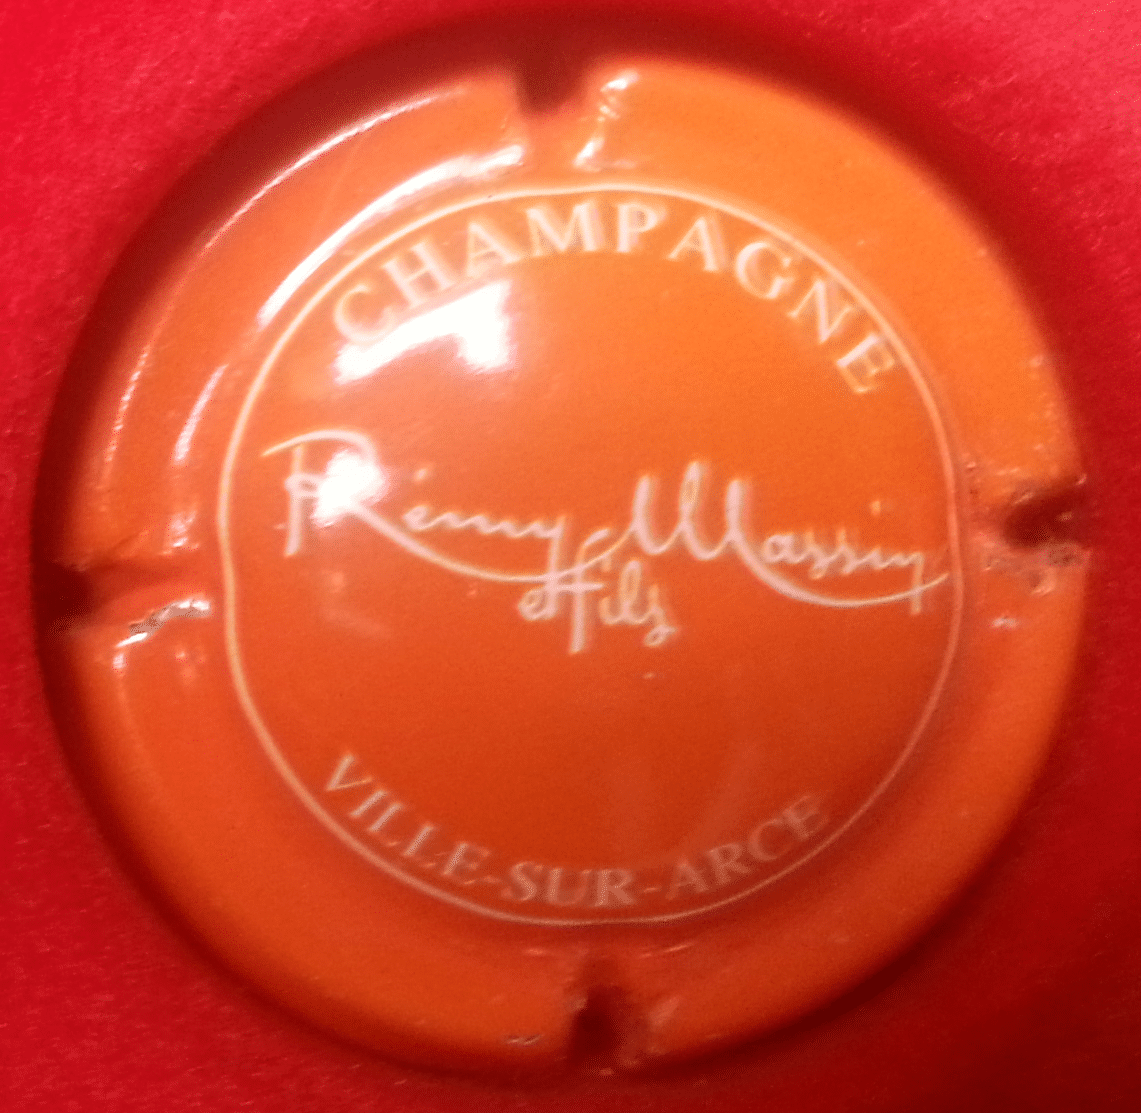 CHAMPAGNE
Rémy Massin
et Fils
VILLE-SUR-ARCE